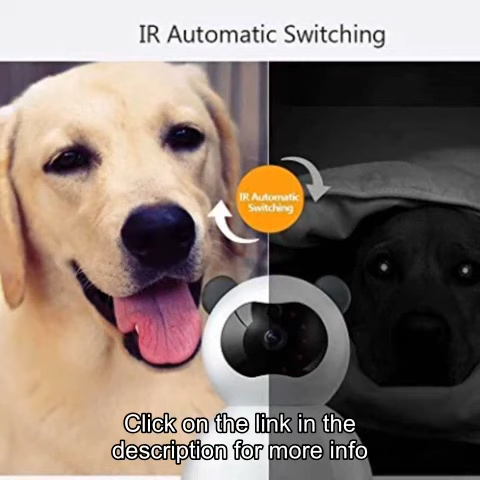 IR Automatic Switching
IR Automatic
Switching
Click on the link in the
description for more info